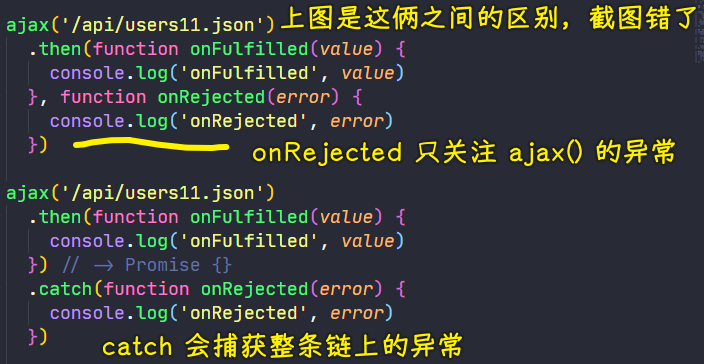 ajax('/api/users11.json') 上图是这俩之间的区别，截图错了
.then(function onFulfilled(value) {
console.log('onFulfilled', value)
}, function onRejected(error) {
console.log('onRejected', error)
})
onRejected 只关注 ajax() 的异常
ajax('/api/users11.json')
.then(function onFulfilled(value) {
console.log('onFulfilled', value)
}) // -> Promise {}
.catch(function onRejected(error) {
console.log('onRejected', error)
})
catch 会捕获整条链上的异常